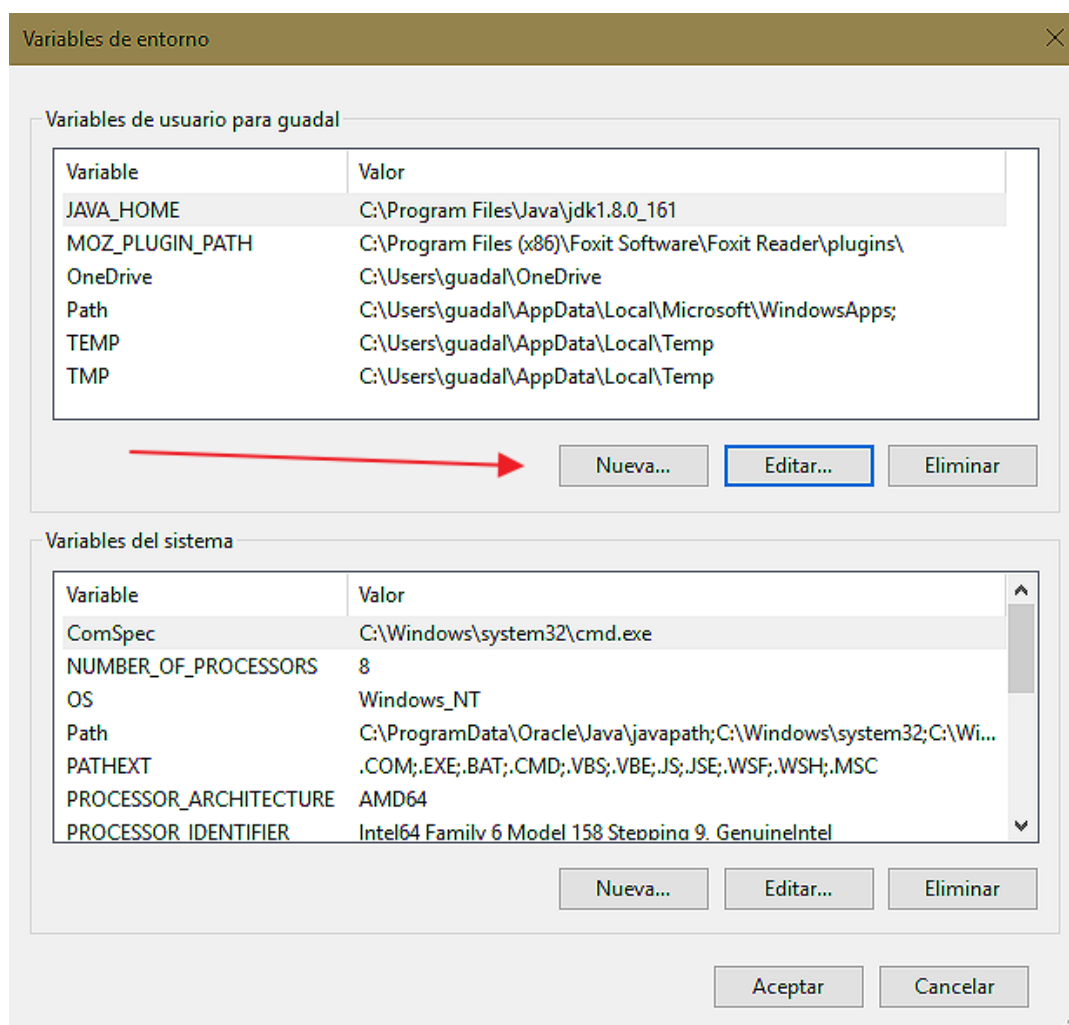 Variables de entorno
Variables de usuario para guadal
Variable Valor
JAVA_HOME C:\Program Files\Java\jdk1.8.0_161
MOZ_PLUGIN_PATH C:\Program Files (x86)\Foxit Software\Foxit Reader\plugins\
OneDrive C:\Users\guadal\OneDrive
Path C:\Users\guadal\AppData\Local\Microsoft\WindowsApps;
TEMP C:\Users\guadal\AppData\Local\Temp
TMP C:\Users\guadal\AppData\Local\Temp
Nueva... Editar... Eliminar
Variables del sistema
Variable Valor
ComSpec C:\Windows\system32\cmd.exe
NUMBER_OF_PROCESSORS 8
OS Windows_NT
Path C:\ProgramData\Oracle\Java\javapath;C:\Windows\system32;C:\Wi...
PATHEXT .COM;.EXE;.BAT;.CMD;.VBS;.VBE;.JS;.JSE;.WSF;.WSH;.MSC
PROCESSOR_ARCHITECTURE AMD64
PROCESSOR_IDENTIFIER Intel64 Family 6 Model 158 Stepping 9, GenuineIntel
Nueva... Editar... Eliminar
Aceptar Cancelar